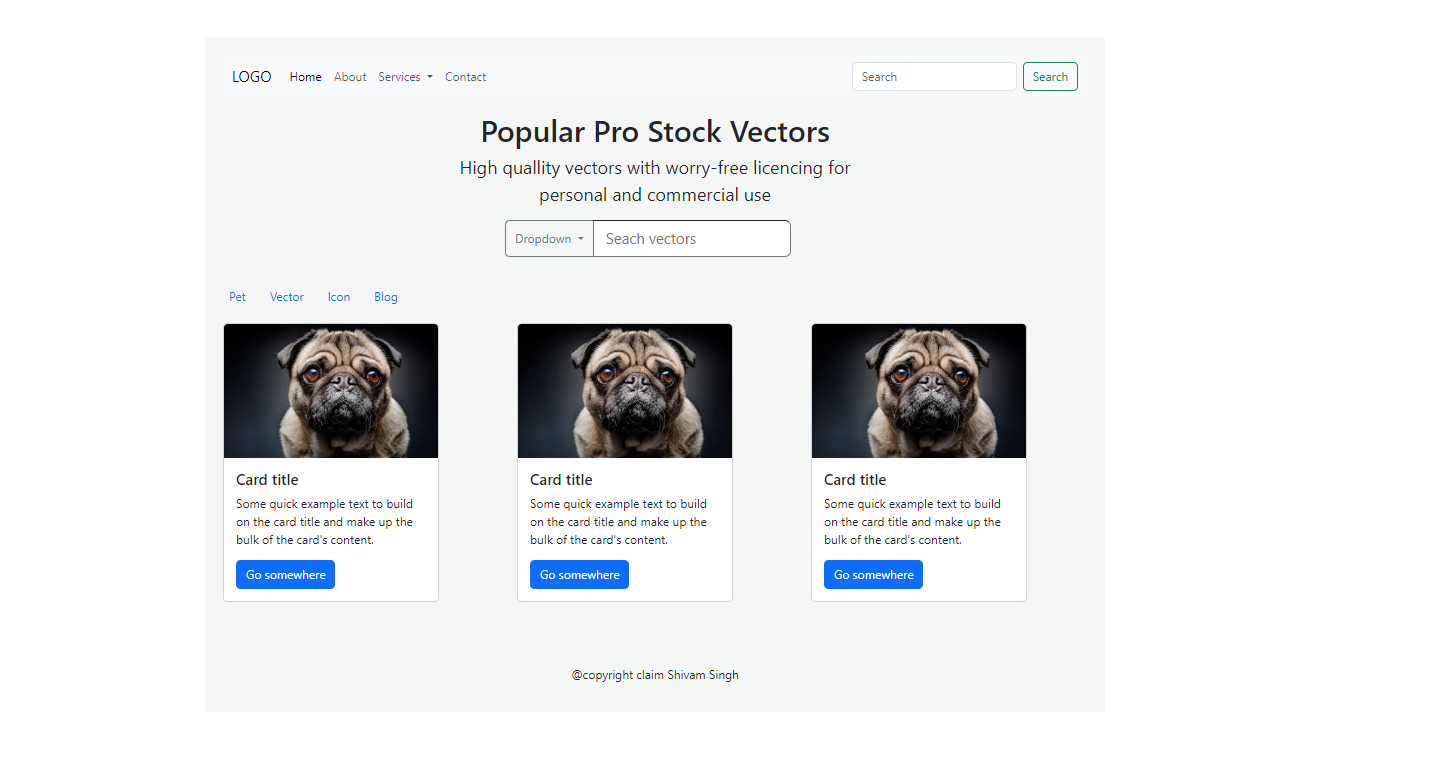 LOGO Home About Services Contact Search Search
Popular Pro Stock Vectors
High quallity vectors with worry-free licencing for
personal and commercial use
Dropdown Seach vectors
Pet Vector Icon Blog
Card title
Some quick example text to build
on the card title and make up the
bulk of the card's content.
Go somewhere
Card title
Some quick example text to build
on the card title and make up the
bulk of the card's content.
Go somewhere
Card title
Some quick example text to build
on the card title and make up the
bulk of the card's content.
Go somewhere
@copyright claim Shivam Singh